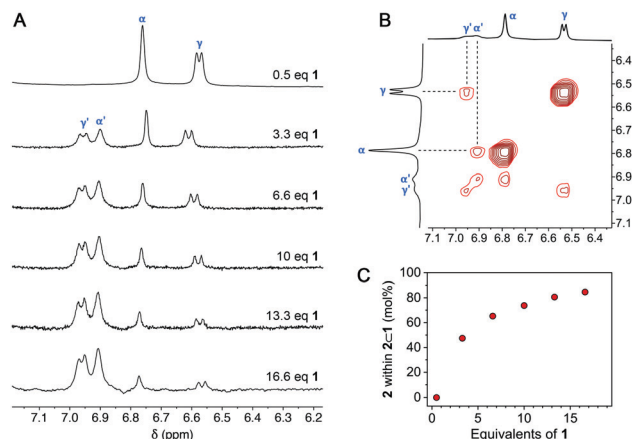 A
α
γ
0.5 eq 1
γ' α'
3.3 eq 1
6.6 eq 1
10 eq 1
13.3 eq 1
16.6 eq 1
7.1 7.0 6.9 6.8 6.7 6.6 6.5 6.4 6.3 6.2
δ (ppm)
B
γ' α' α γ
γ
α
α'
γ'
6.4
6.5
6.6
6.7
6.8
6.9
7.0
7.1
7.1 7.0 6.9 6.8 6.7 6.6 6.5 6.4
C
2 within 2⊂1 (mol%)
100
80
60
40
20
0
0 5 10 15
Equivalents of 1